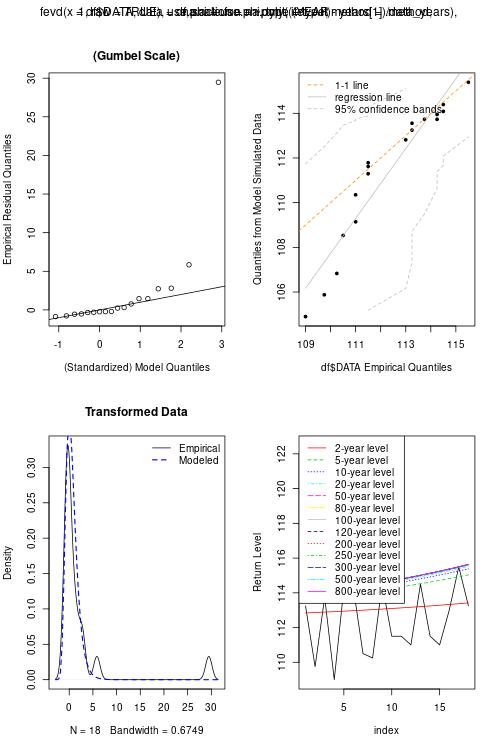 fevd(x =
(Gumbel Scale)
30
25
20
15
10
5
0
Empirical Residual Quantiles
-1 0 1 2 3
(Standardized) Model Quantiles
1-1 line
regression line
95% confidence bands
114
112
110
108
106
Quantiles from Model Simulated Data
109 111 113 115
df$DATA Empirical Quantiles
Transformed Data
Empirical
Modeled
0.30
0.25
0.20
0.15
0.10
0.05
0.00
Density
0 5 10 15 20 25 30
N = 18 Bandwidth = 0.6749
2-year level
5-year level
10-year level
20-year level
50-year level
80-year level
100-year level
120-year level
200-year level
250-year level
300-year level
500-year level
800-year level
122
120
118
116
114
112
110
Return Level
5 10 15
index